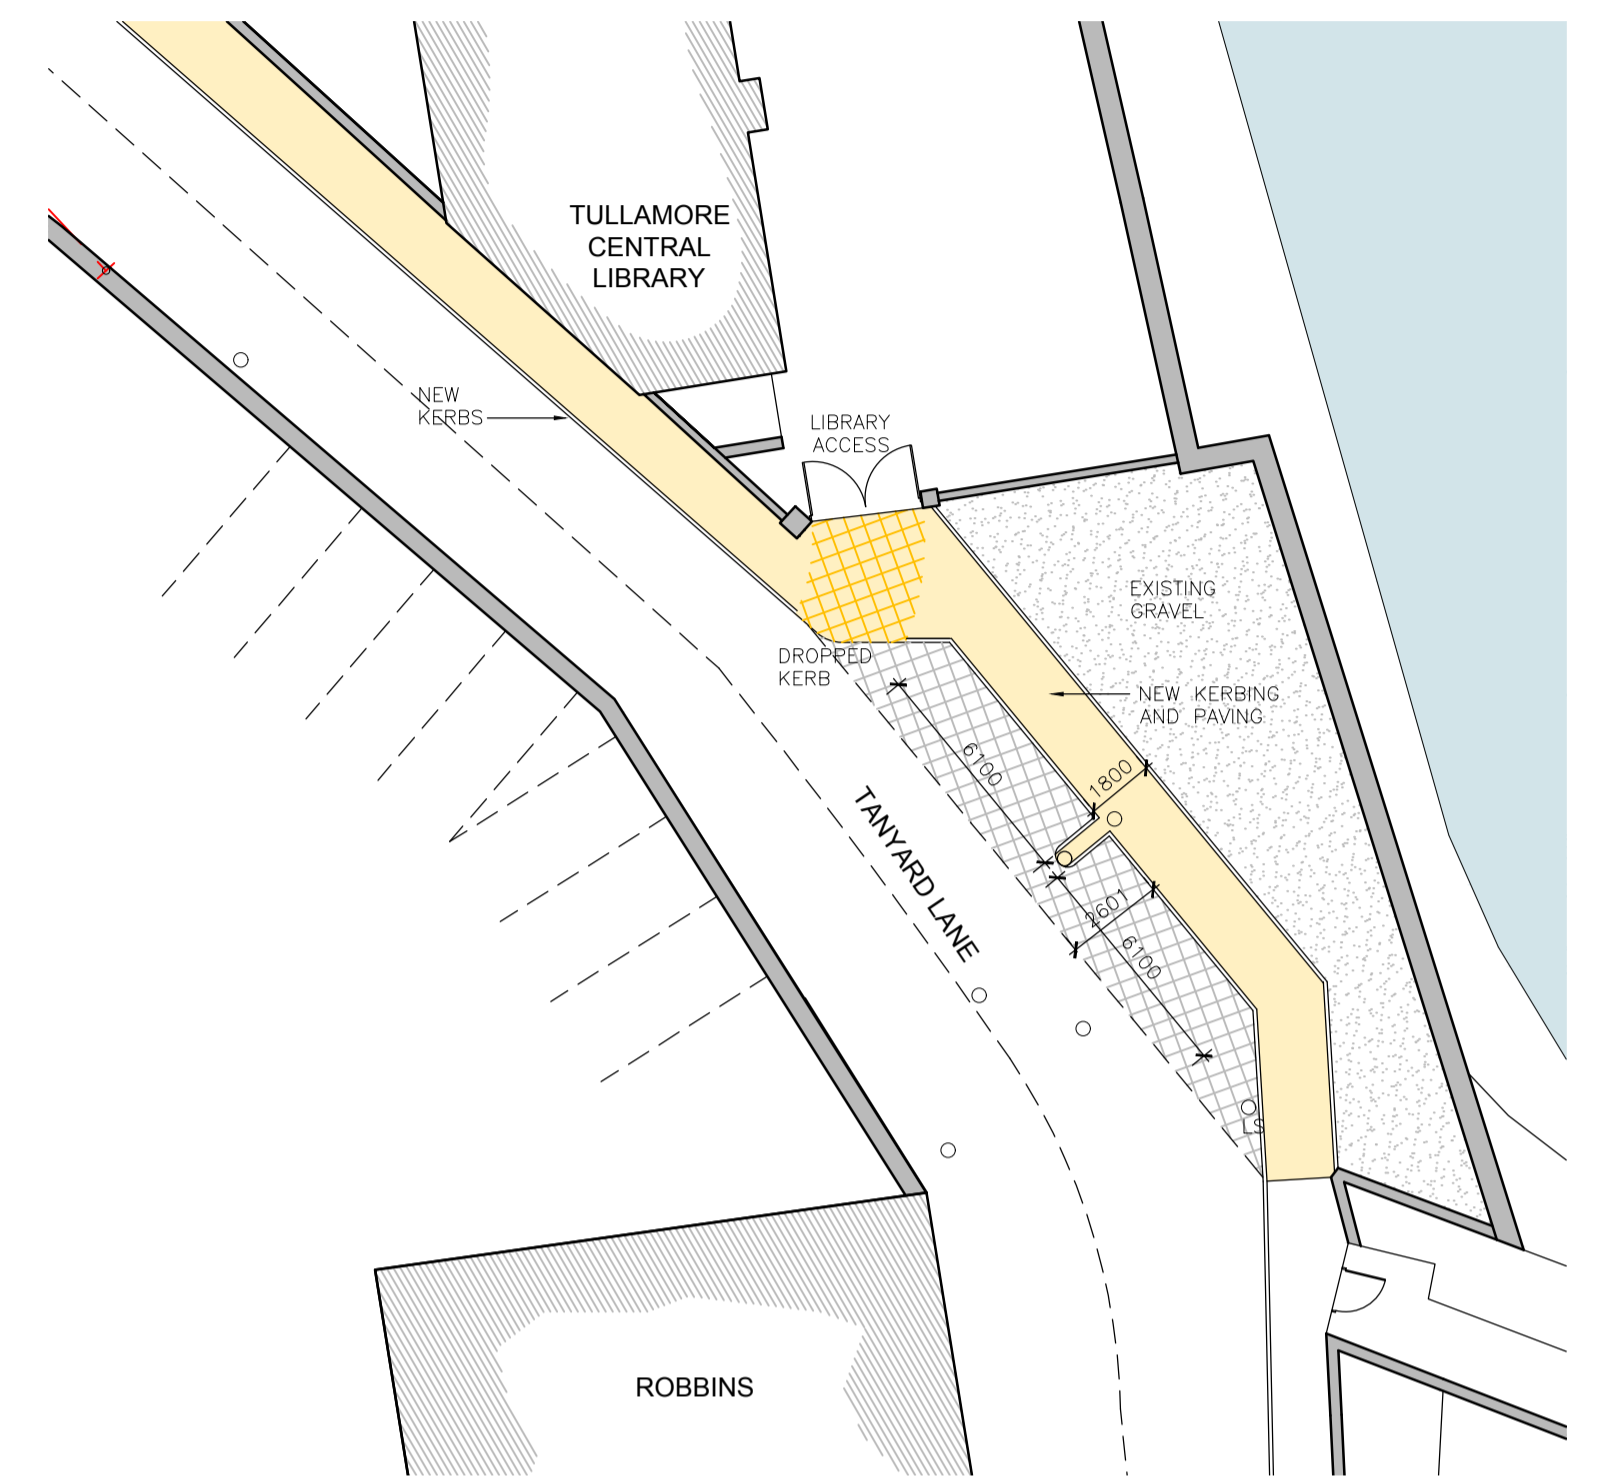 TULLAMORE
CENTRAL
LIBRARY
NEW
KERBS
LIBRARY
ACCESS
EXISTING
GRAVEL
DROPPED
KERB
NEW KERBING
AND PAVING
6100
1800
TANYARD LANE
2601
6100
LS
ROBBINS